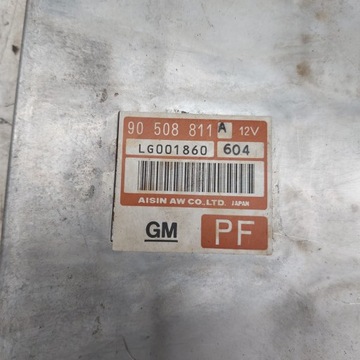 90 508 811 A 12V
LG001860 604
AISIN AW CO., LTD. JAPAN
GM PF